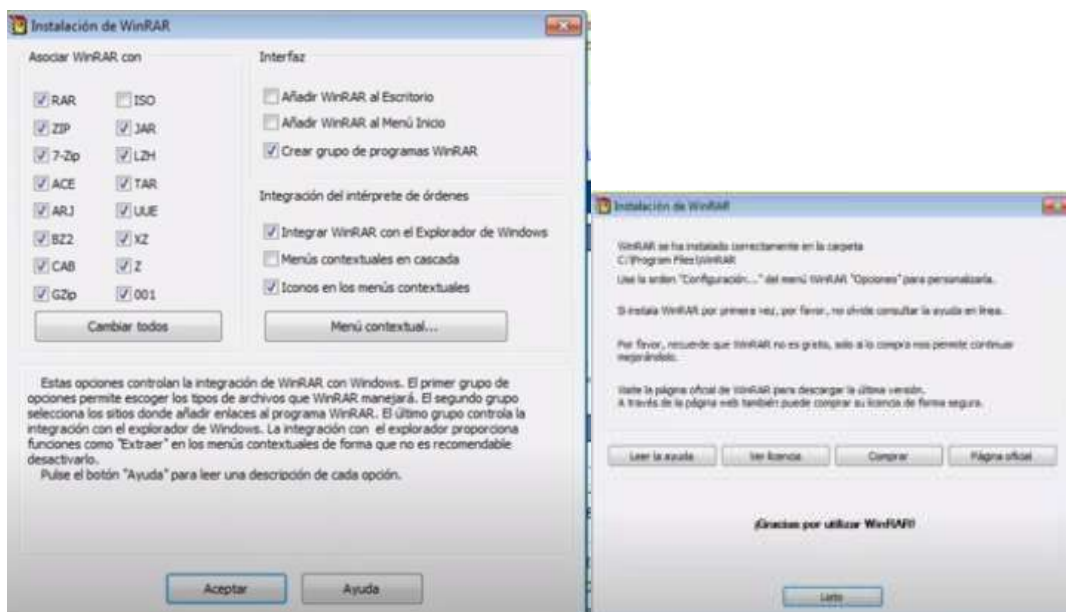 Instalación de WinRAR
Asociar WinRAR con
RAR
ISO
ZIP
JAR
7-Zip
LZH
ACE
TAR
ARJ
UUE
BZ2
XZ
CAB
Z
GZip
001
Cambiar todos
Interfaz
Añadir WinRAR al Escritorio
Añadir WinRAR al Menú Inicio
Crear grupo de programas WinRAR
Integración del intérprete de órdenes
Integrar WinRAR con el Explorador de Windows
Menús contextuales en cascada
Iconos en los menús contextuales
Menú contextual...
Estas opciones controlan la integración de WinRAR con Windows. El primer grupo de
opciones permite escoger los tipos de archivos que WinRAR manejará. El segundo grupo
selecciona los sitios donde añadir enlaces al programa WinRAR. El último grupo controla la
integración con el explorador de Windows. La integración con el explorador proporciona
funciones como "Extraer" en los menús contextuales de forma que no es recomendable
desactivarlo.
Pulse el botón "Ayuda" para leer una descripción de cada opción.
Aceptar
Ayuda
Instalación de WinRAR
WinRAR se ha instalado correctamente en la carpeta
C:\Program Files\WinRAR
Use la orden "Configuración..." del menú WinRAR "Opciones" para personalizarla.
Si instala WinRAR por primera vez, por favor, no olvide consultar la ayuda en línea.
Por favor, recuerde que WinRAR no es gratis, solo si lo compra nos permite continuar
mejorándolo.
Visite la página oficial de WinRAR para descargar la última versión.
A través de la página web también puede comprar su licencia de forma segura.
Leer la ayuda
Ver licencia
Comprar
Página oficial
¡Gracias por utilizar WinRAR!
Listo